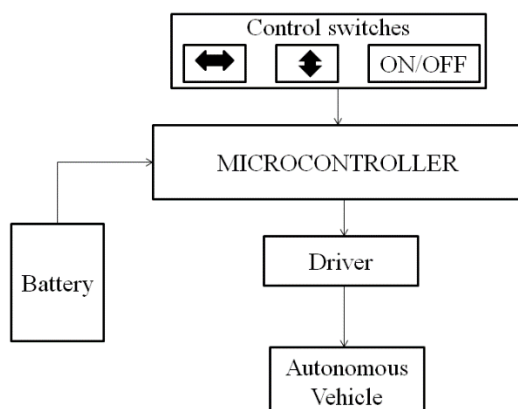 Control switches
ON/OFF
MICROCONTROLLER
Battery
Driver
Autonomous
Vehicle